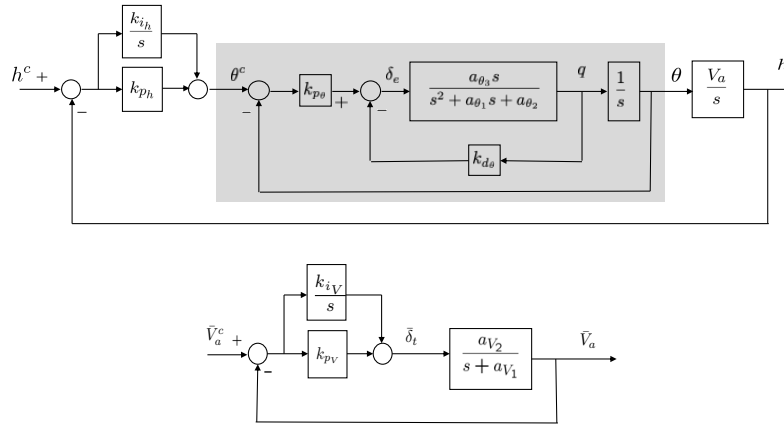 k_{i_h}
s
h^c +
−
k_{p_h}
θ^c
−
k_{p_θ}
+
−
δ_e
a_{θ_3} s
s^2 + a_{θ_1} s + a_{θ_2}
q
1
s
θ
V_a
s
h
k_{d_θ}
k_{i_V}
s
V̄_a^c +
−
k_{p_V}
δ̄_t
a_{V_2}
s + a_{V_1}
V̄_a